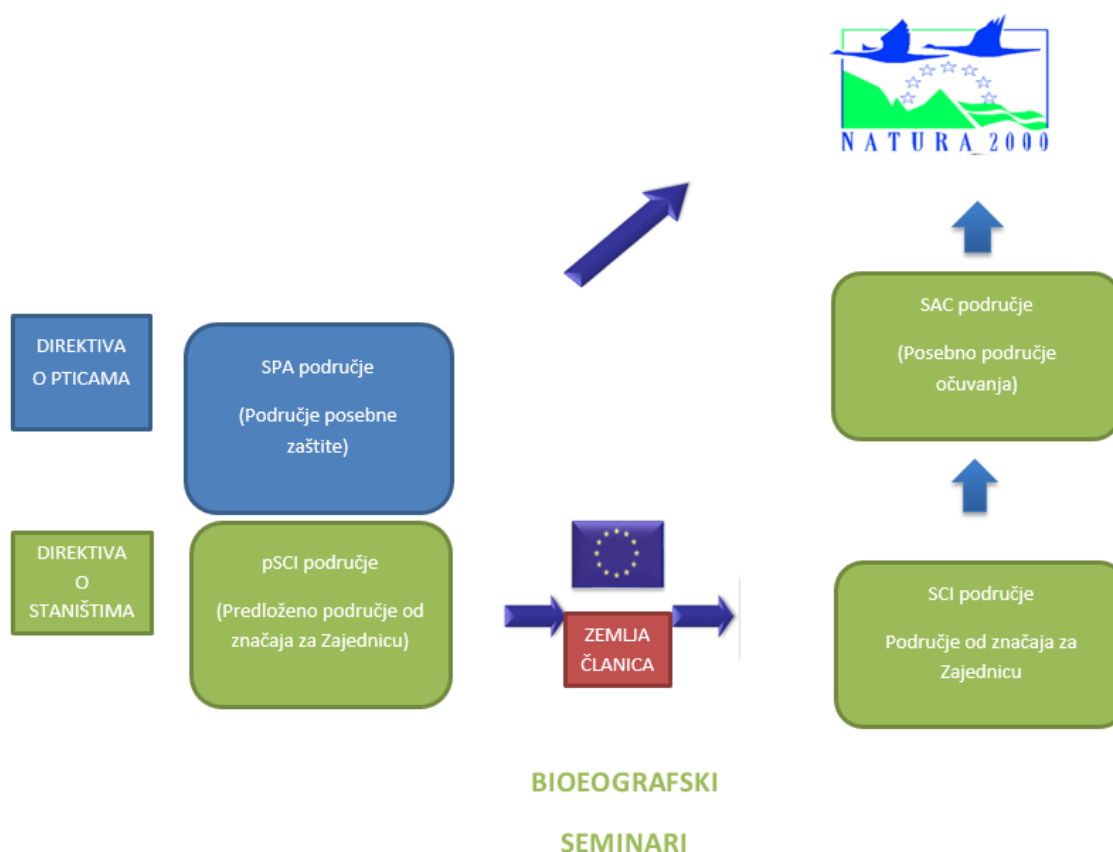 NATURA 2000
DIREKTIVA
O PTICAMA
SPA područje
(Područje posebne
zaštite)
SAC područje
(Posebno područje
očuvanja)
DIREKTIVA
O
STANIŠTIMA
pSCI područje
(Predloženo područje od
značaja za Zajednicu)
ZEMLJA
ČLANICA
SCI područje
Područje od značaja za
Zajednicu
BIOEOGRAFSKI
SEMINARI